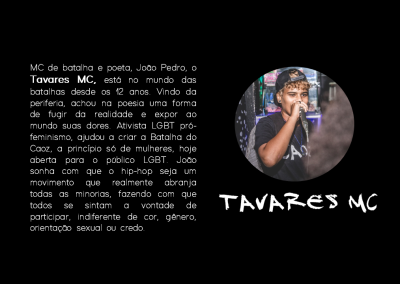 MC de batalha e poeta, João Pedro, o
Tavares MC, está no mundo das
batalhas desde os 12 anos. Vindo da
periferia, achou na poesia uma forma
de fugir da realidade e expor ao
mundo suas dores. Ativista LGBT pró-
feminismo, ajudou a criar a Batalha do
Caoz, a princípio só de mulheres, hoje
aberta para o público LGBT. João
sonha com que o hip-hop seja um
movimento que realmente abranja
todas as minorias, fazendo com que
todos se sintam a vontade de
participar, indiferente de cor, gênero,
orientação sexual ou credo
TAVARES MC